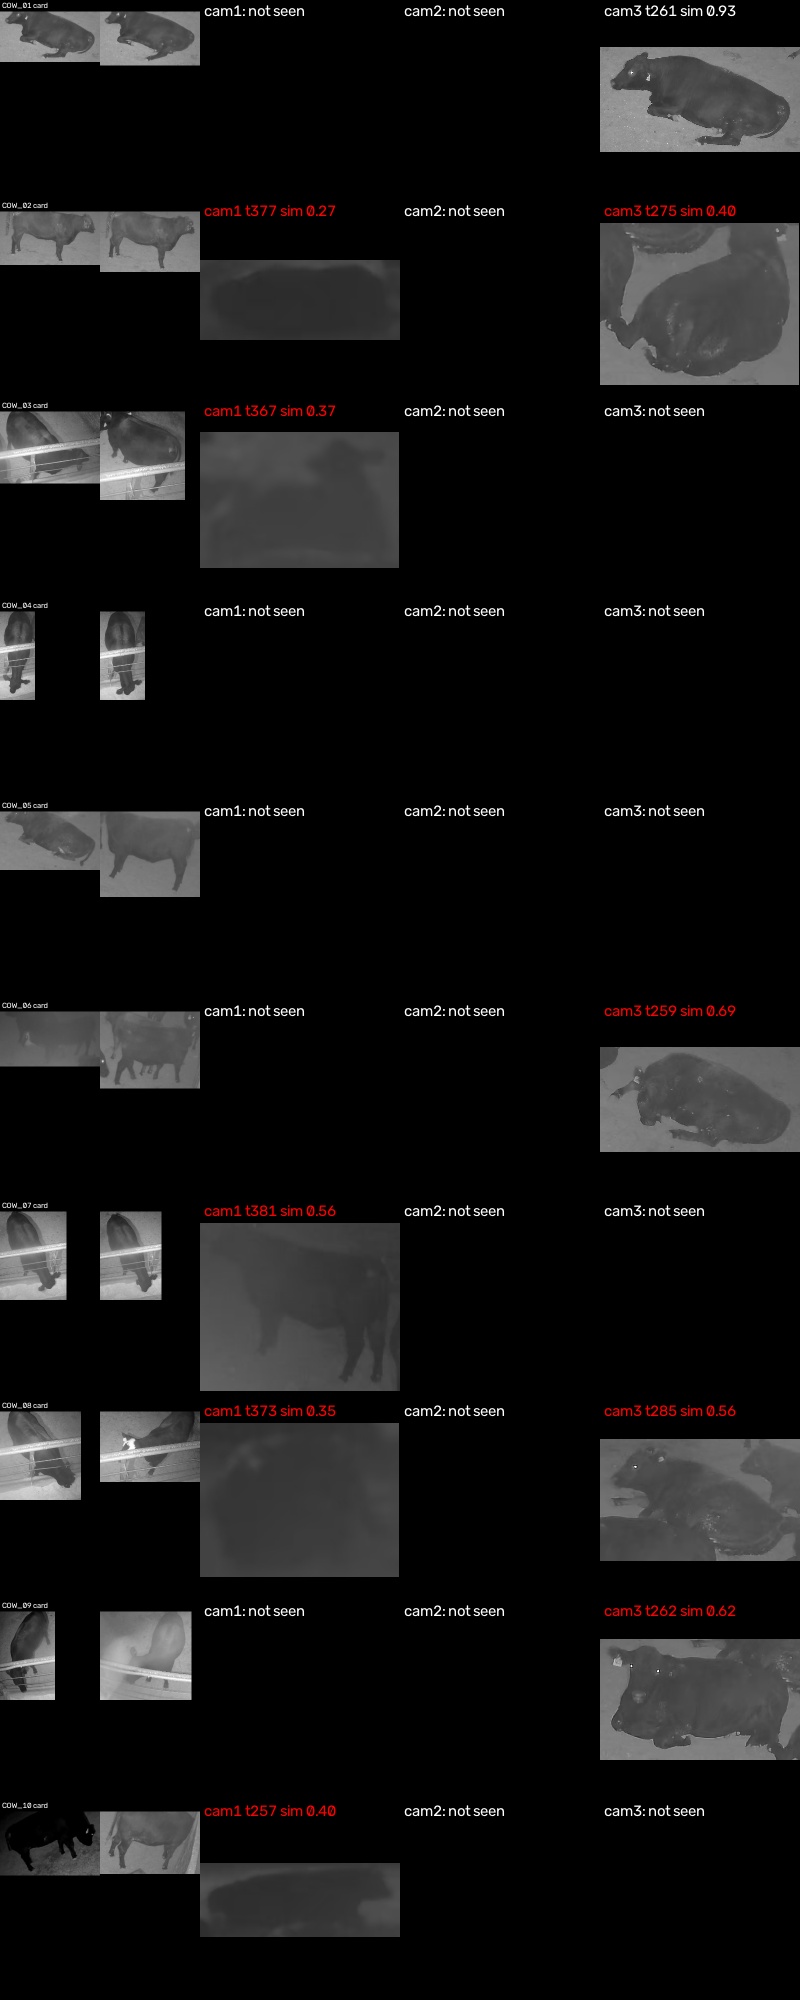 COW_01 card
cam1: not seen
cam2: not seen
cam3 t261 sim 0.93
COW_02 card
cam1 t377 sim 0.27
cam2: not seen
cam3 t275 sim 0.40
COW_03 card
cam1 t367 sim 0.37
cam2: not seen
cam3: not seen
COW_04 card
cam1: not seen
cam2: not seen
cam3: not seen
COW_05 card
cam1: not seen
cam2: not seen
cam3: not seen
COW_06 card
cam1: not seen
cam2: not seen
cam3 t259 sim 0.69
COW_07 card
cam1 t381 sim 0.56
cam2: not seen
cam3: not seen
COW_08 card
cam1 t373 sim 0.35
cam2: not seen
cam3 t285 sim 0.56
COW_09 card
cam1: not seen
cam2: not seen
cam3 t262 sim 0.62
COW_10 card
cam1 t257 sim 0.40
cam2: not seen
cam3: not seen